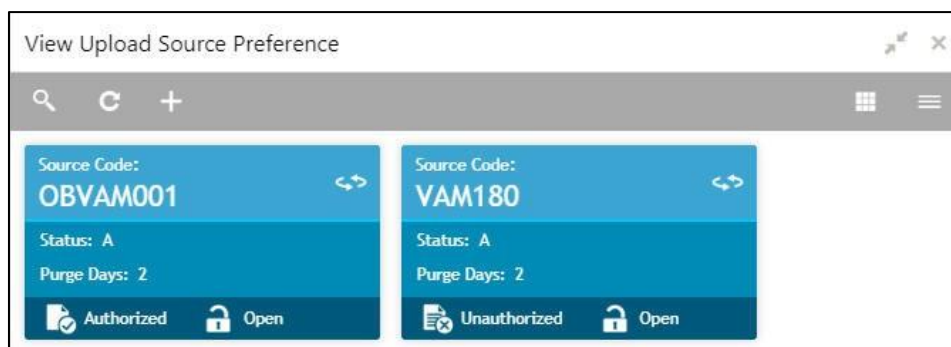 View Upload Source Preference
Source Code:
OBVAM001
Status: A
Purge Days: 2
Authorized Open
Source Code:
VAM180
Status: A
Purge Days: 2
Unauthorized Open